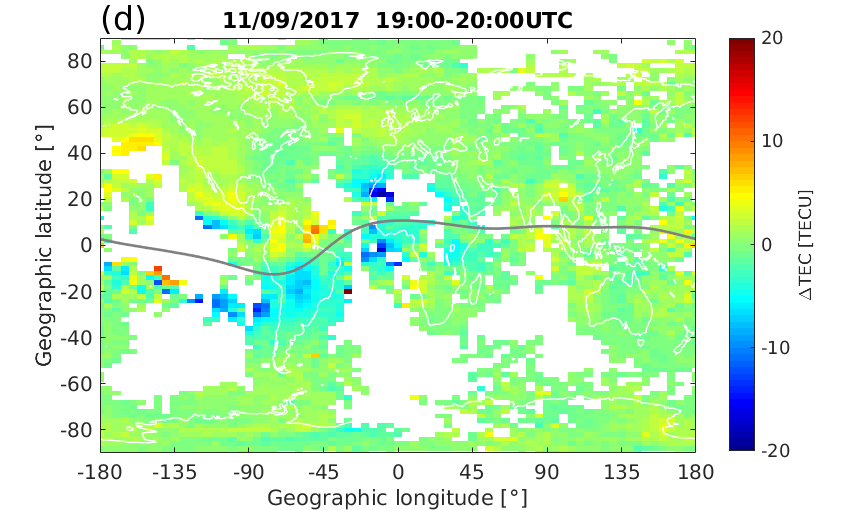 (d) 11/09/2017 19:00-20:00UTC
80
60
40
20
0
-20
-40
-60
-80
Geographic latitude [°]
-180 -135 -90 -45 0 45 90 135 180
Geographic longitude [°]
20
10
0
-10
-20
△TEC [TECU]